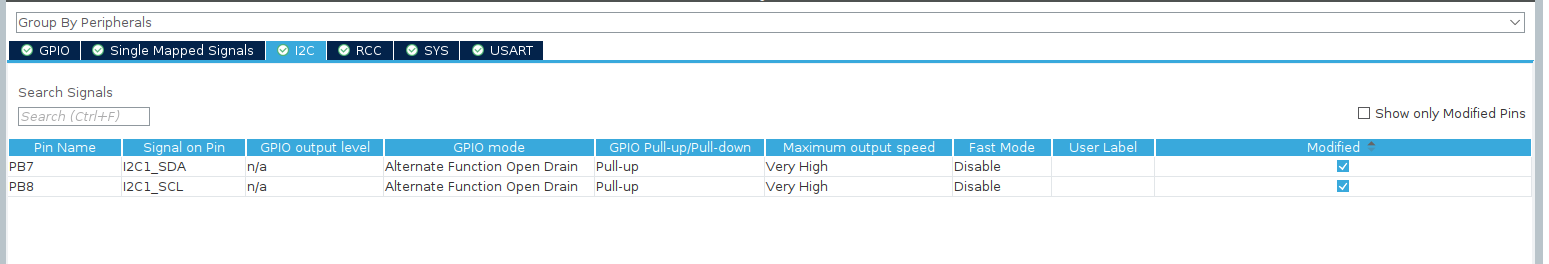 Group By Peripherals
GPIO Single Mapped Signals I2C RCC SYS USART
Search Signals
Search (Ctrl+F)
Show only Modified Pins
Pin Name Signal on Pin GPIO output level GPIO mode GPIO Pull-up/Pull-down Maximum output speed Fast Mode User Label Modified
PB7 I2C1_SDA n/a Alternate Function Open Drain Pull-up Very High Disable
PB8 I2C1_SCL n/a Alternate Function Open Drain Pull-up Very High Disable